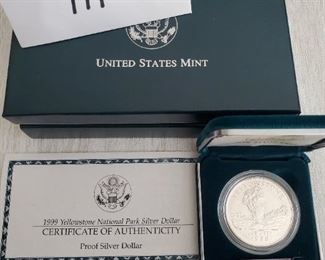 UNITED STATES MINT
1999 Yellowstone National Park Silver Dollar
CERTIFICATE OF AUTHENTICITY
Proof Silver Dollar